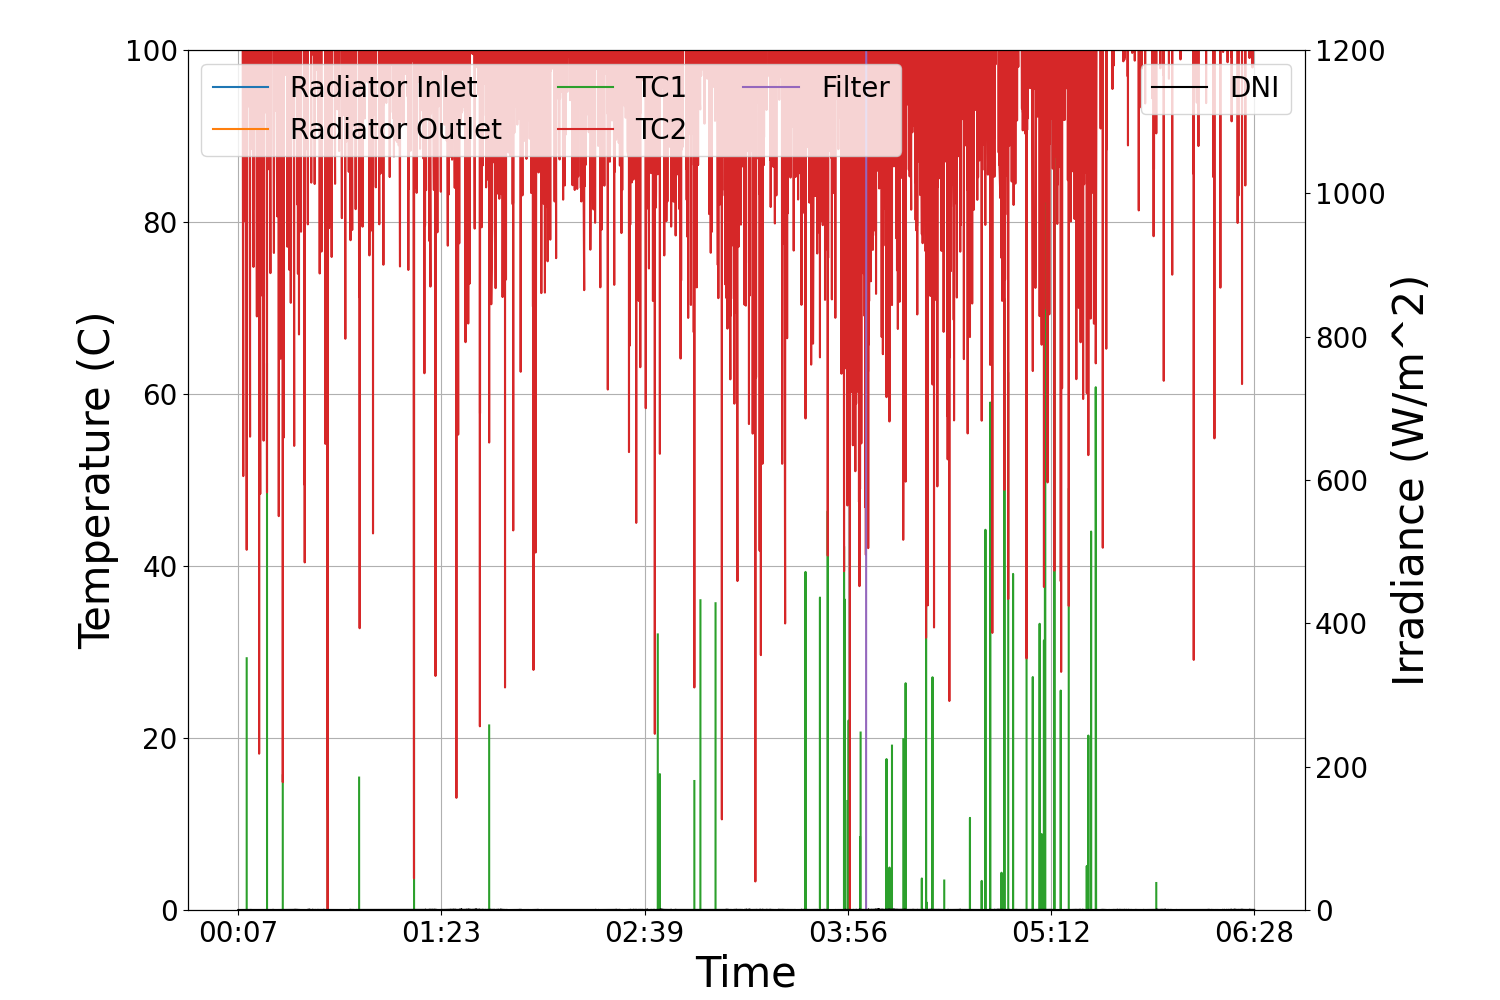 100
80
60
40
20
0
Temperature (C)
Radiator Inlet
Radiator Outlet
TC1
TC2
Filter
DNI
1200
1000
800
600
400
200
0
Irradiance (W/m^2)
00:07
01:23
02:39
03:56
05:12
06:28
Time